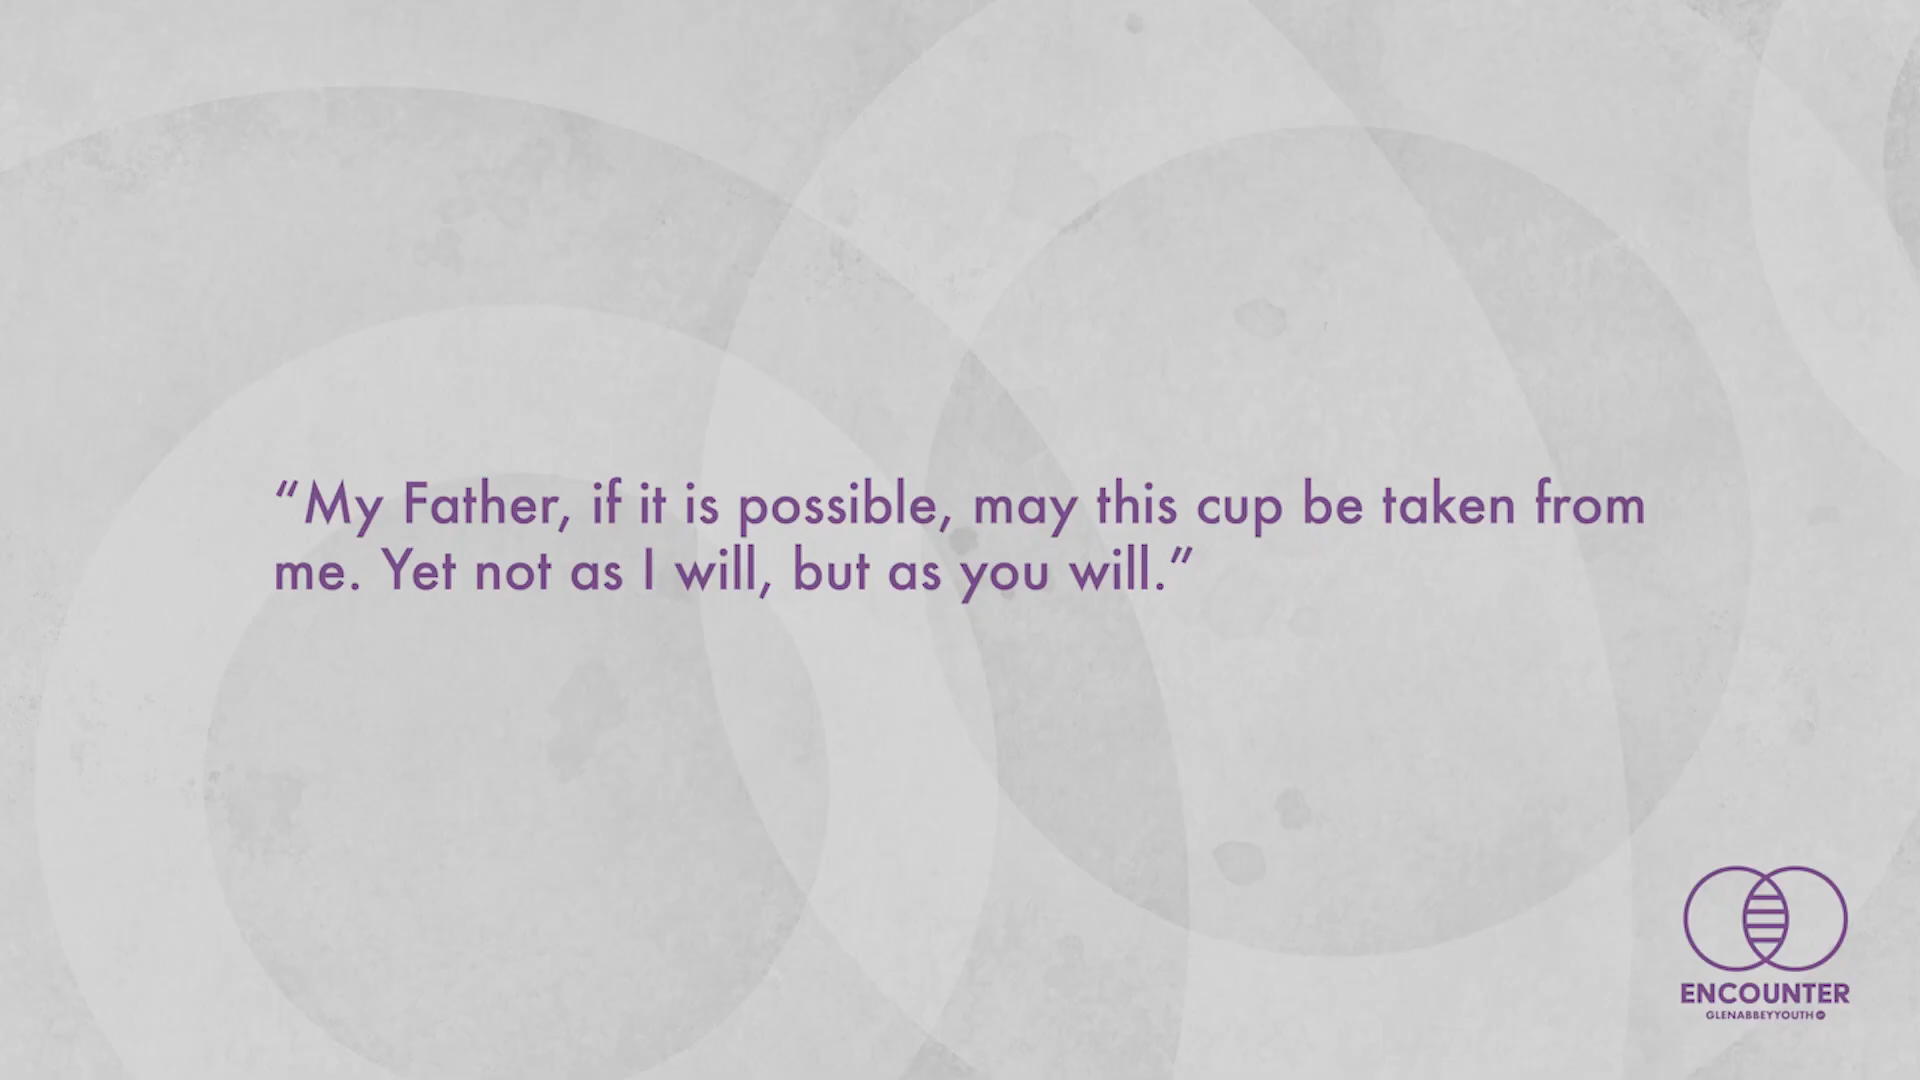 “My Father, if it is possible, may this cup be taken from
me. Yet not as I will, but as you will.”
ENCOUNTER
GLENABBEYYOUTH